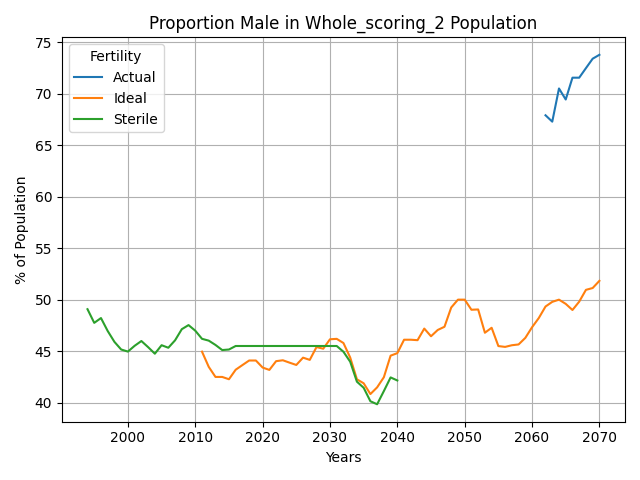 Proportion Male in Whole_scoring_2 Population
Fertility
Actual
Ideal
Sterile
% of Population
75
70
65
60
55
50
45
40
2000
2010
2020
2030
2040
2050
2060
2070
Years